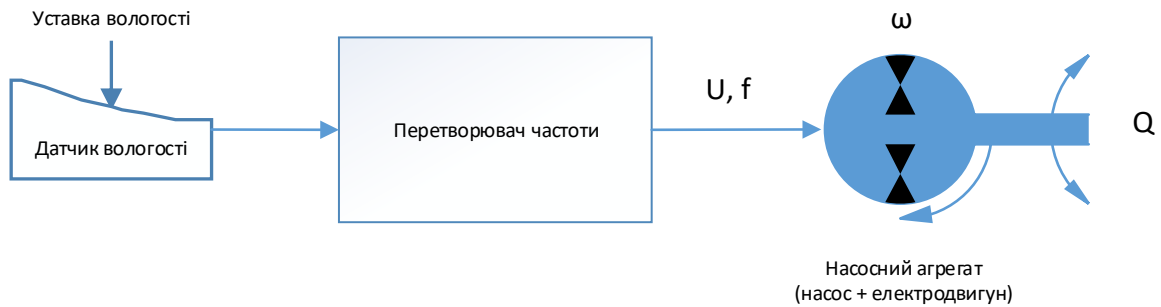 Уставка вологості
Датчик вологості
Перетворювач частоти
U, f
ω
Q
Насосний агрегат
(насос + електродвигун)